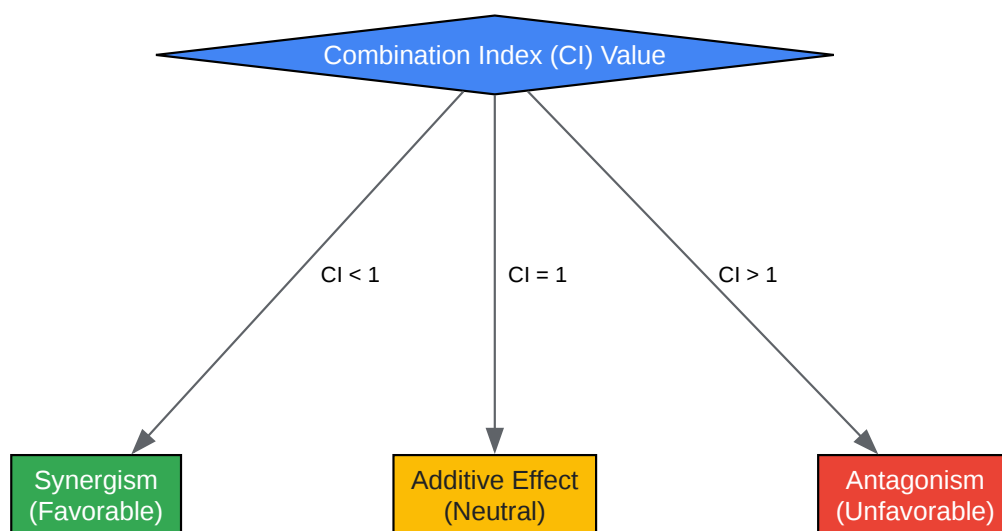 Combination Index (CI) Value
CI < 1
CI = 1
CI > 1
Synergism
(Favorable)
Additive Effect
(Neutral)
Antagonism
(Unfavorable)